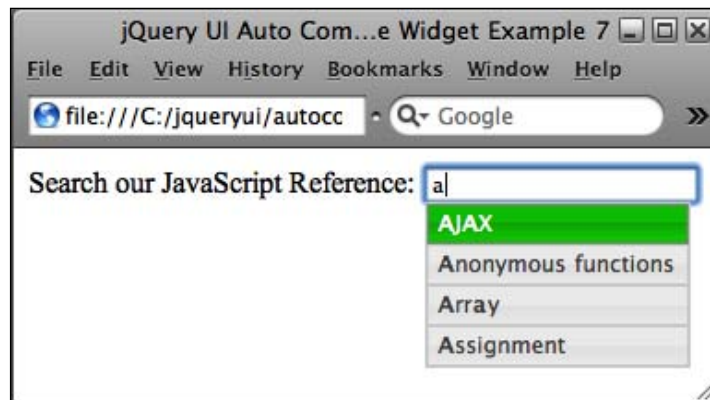 jQuery UI Auto Com...e Widget Example 7
File Edit View History Bookmarks Window Help
file:///C:/jqueryui/autocc Google »
Search our JavaScript Reference: a
AJAX
Anonymous functions
Array
Assignment